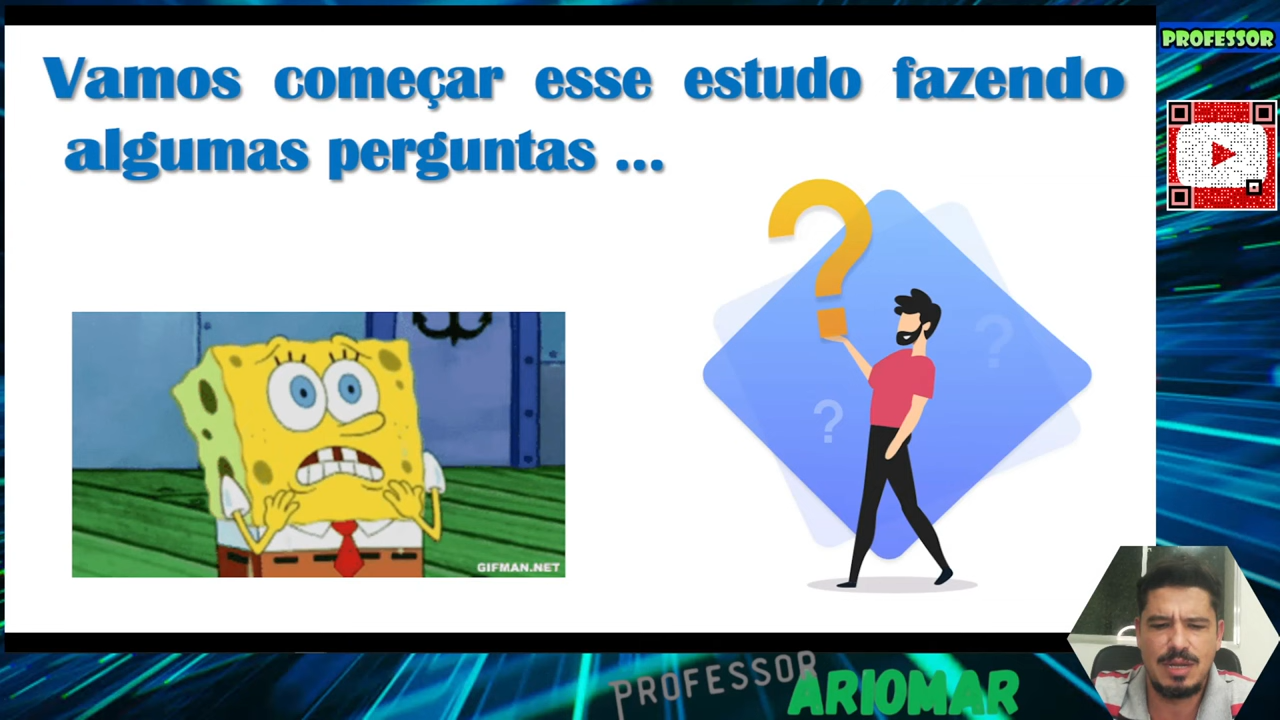 Vamos começar esse estudo fazendo
algumas perguntas ...
PROFESSOR
?
?
?
GIFMAN.NET
PROFESSOR
ARIOMAR